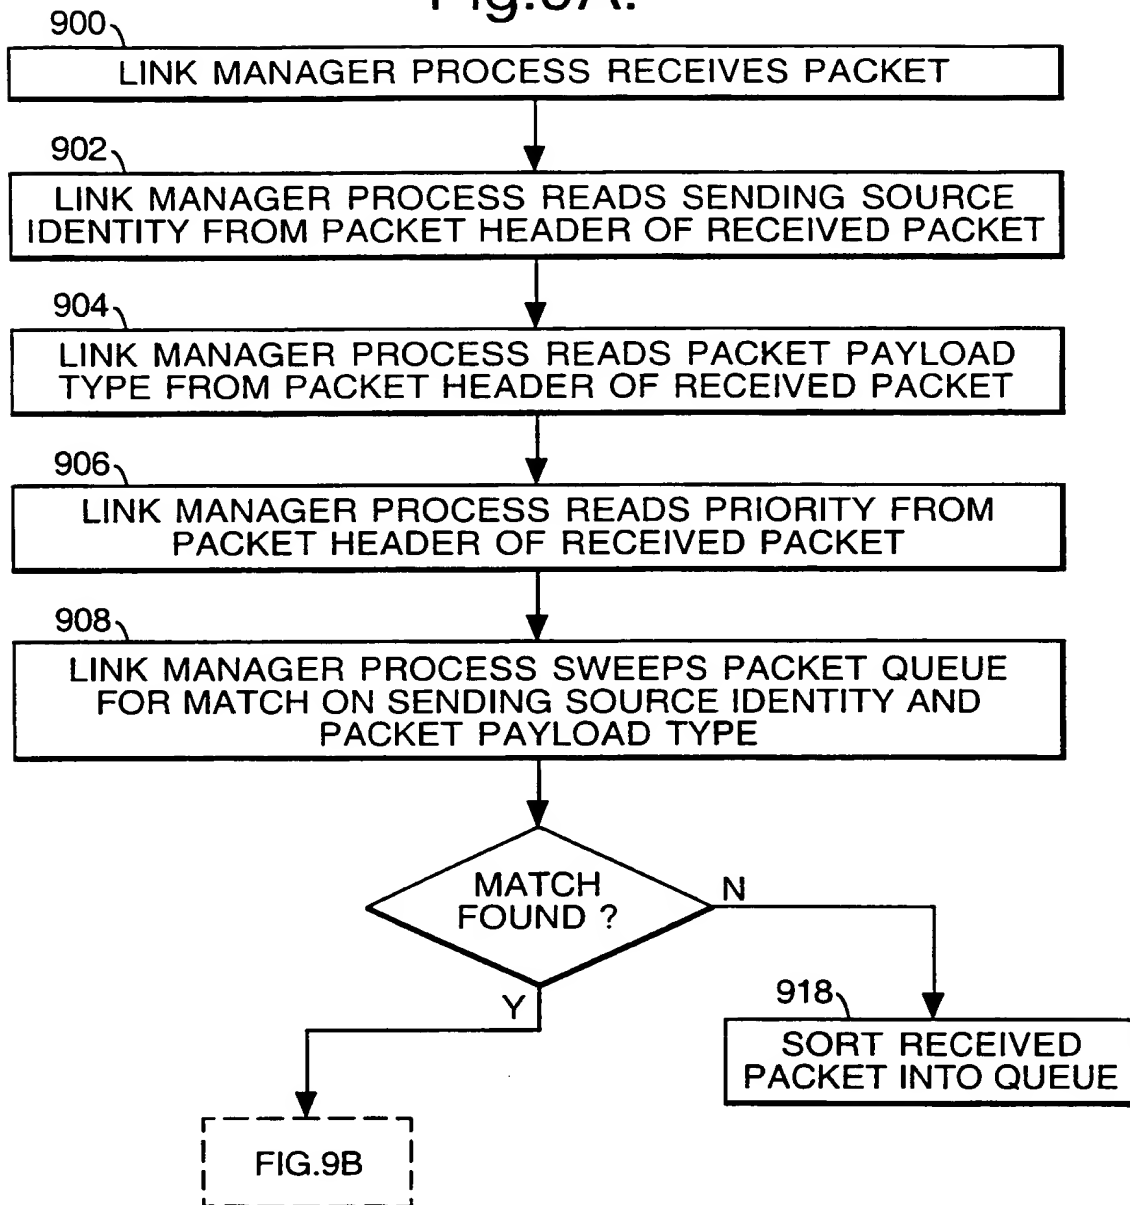 Fig.9A.
900
LINK MANAGER PROCESS RECEIVES PACKET
902
LINK MANAGER PROCESS READS SENDING SOURCE
IDENTITY FROM PACKET HEADER OF RECEIVED PACKET
904
LINK MANAGER PROCESS READS PACKET PAYLOAD
TYPE FROM PACKET HEADER OF RECEIVED PACKET
906
LINK MANAGER PROCESS READS PRIORITY FROM
PACKET HEADER OF RECEIVED PACKET
908
LINK MANAGER PROCESS SWEEPS PACKET QUEUE
FOR MATCH ON SENDING SOURCE IDENTITY AND
PACKET PAYLOAD TYPE
MATCH
FOUND ?
N
Y
918
SORT RECEIVED
PACKET INTO QUEUE
FIG.9B